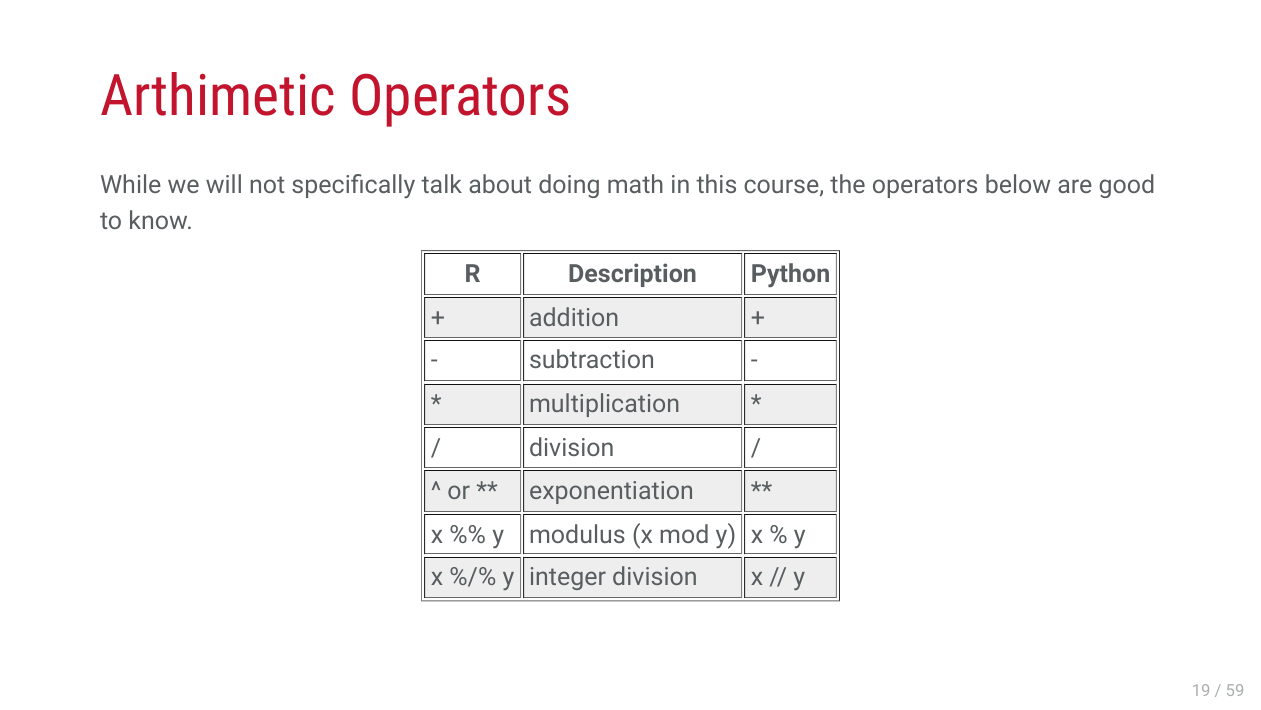 Arthimetic Operators
While we will not specifically talk about doing math in this course, the operators below are good
to know.
R Description Python
+ addition +
- subtraction -
* multiplication *
/ division /
^ or ** exponentiation **
x %% y modulus (x mod y) x % y
x %/% y integer division x // y
19 / 59